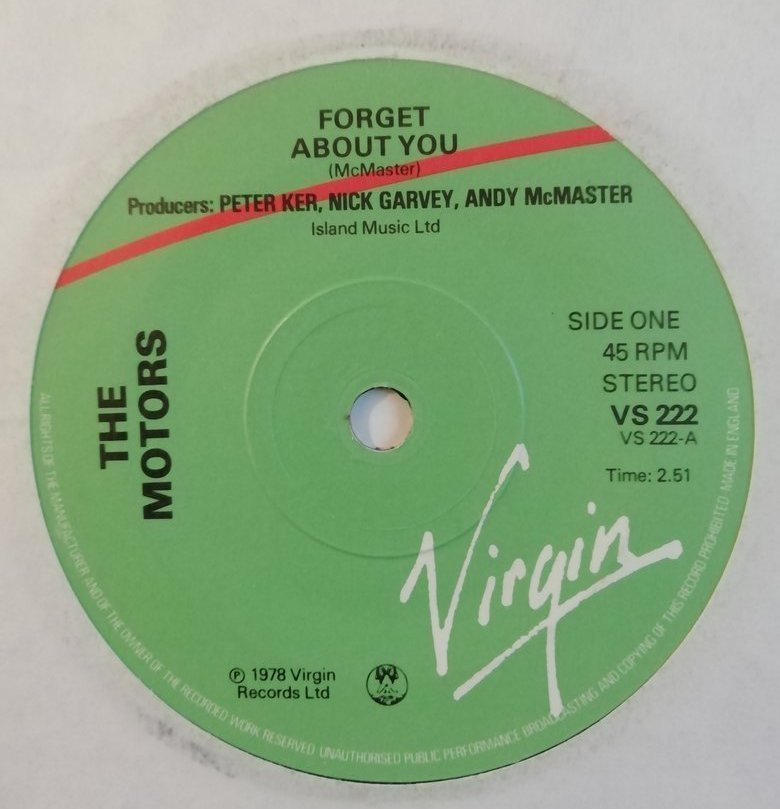 FORGET
ABOUT YOU
(McMaster)
Producers: PETER KER, NICK GARVEY, ANDY McMASTER
Island Music Ltd
THE
MOTORS
SIDE ONE
45 RPM
STEREO
VS 222
VS 222-A
Time: 2.51
Virgin
℗ 1978 Virgin
Records Ltd
ALL RIGHTS OF THE MANUFACTURER AND OF THE OWNER OF THE RECORDED WORK RESERVED UNAUTHORISED PUBLIC PERFORMANCE BROADCASTING AND COPYING OF THIS RECORD PROHIBITED MADE IN ENGLAND